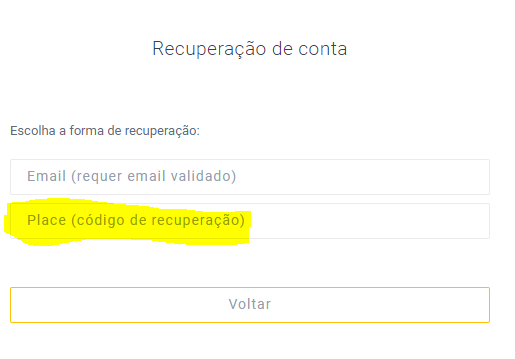 Recuperação de conta
Escolha a forma de recuperação:
Email (requer email validado)
Place (código de recuperação)
Voltar